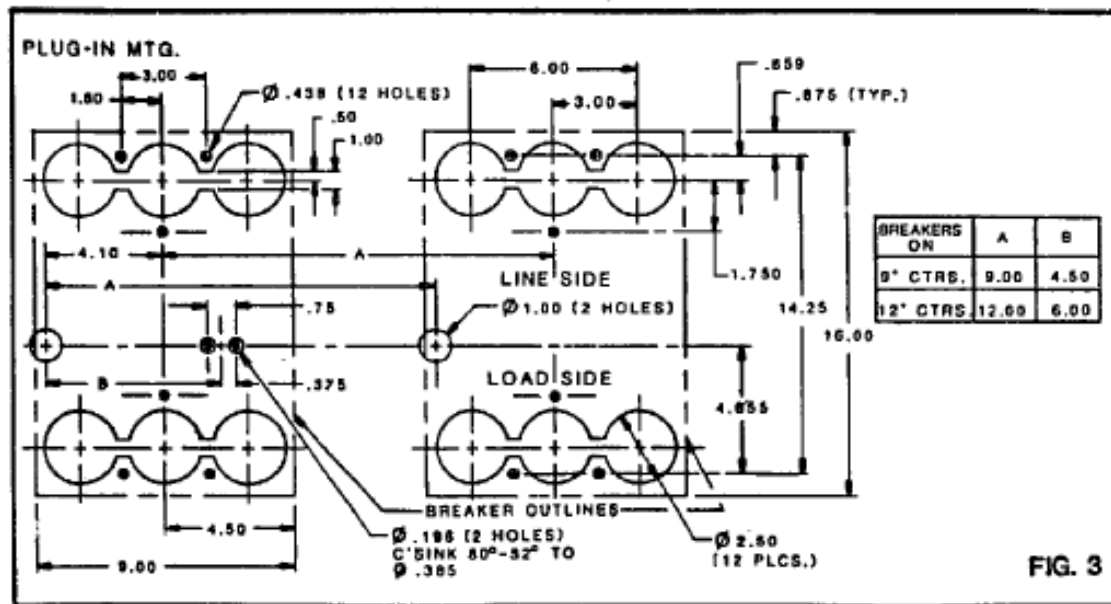 PLUG-IN MTG.
3.00
1.50
Ø .438 (12 HOLES)
.50
1.00
6.00
3.00
.659
.875 (TYP.)
4.10
A
A
1.750
LINE SIDE
Ø 1.00 (2 HOLES)
.75
14.25
16.00
B
.375
LOAD SIDE
4.655
BREAKER OUTLINES
4.50
9.00
Ø .196 (2 HOLES)
C'SINK 80°-82° TO
Ø .385
Ø 2.50
(12 PLCS.)
BREAKERS ON A B
9" CTRS. 9.00 4.50
12" CTRS. 12.00 6.00
FIG. 3